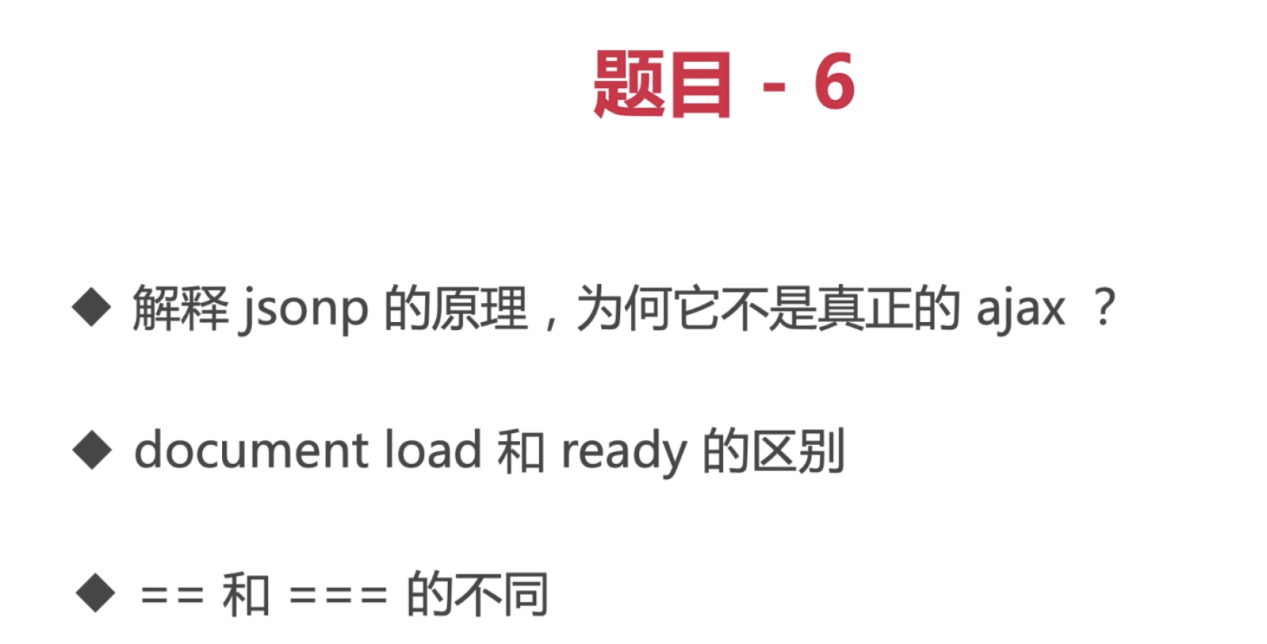 题目 - 6
◆ 解释 jsonp 的原理，为何它不是真正的 ajax ？
◆ document load 和 ready 的区别
◆ == 和 === 的不同